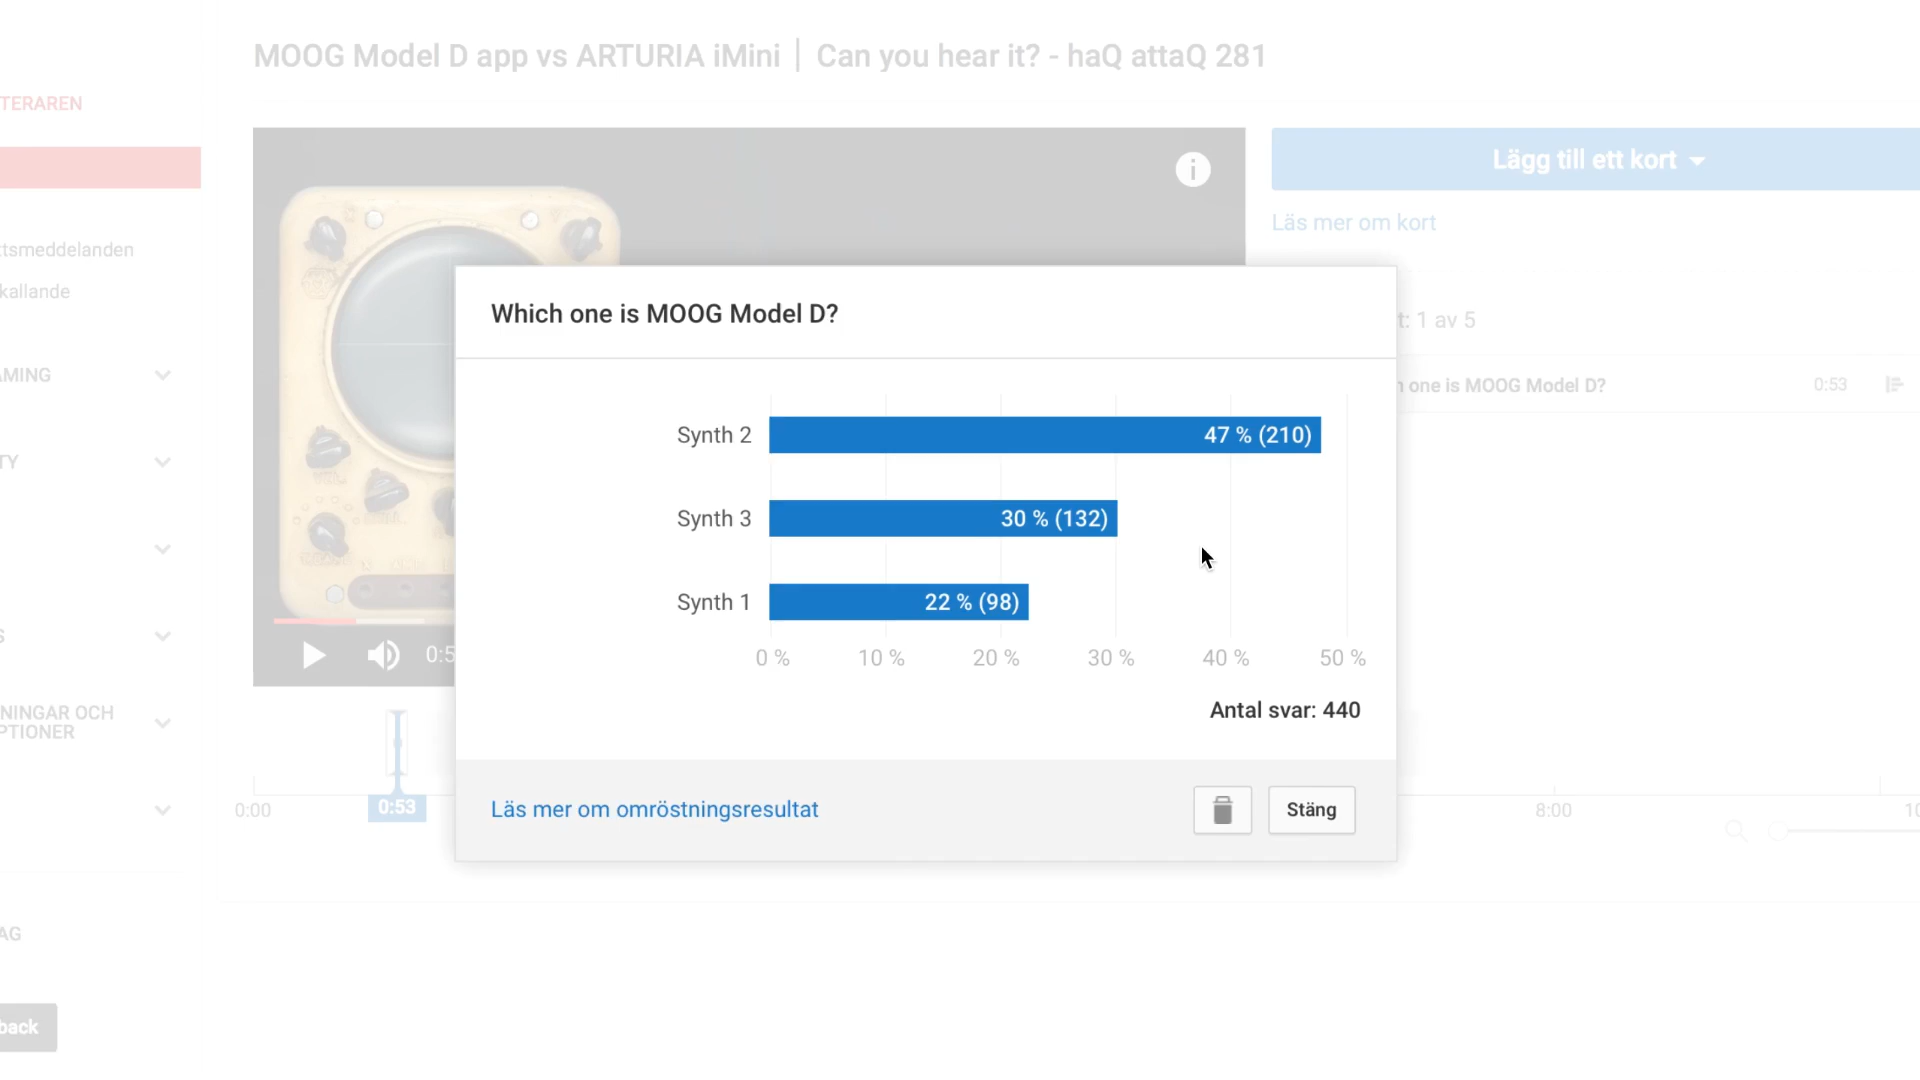 MOOG Model D app vs ARTURIA iMini | Can you hear it? - haQ attaQ 281
TERAREN
Lägg till ett kort
Läs mer om kort
tsmeddelanden
kallande
t: 1 av 5
AMING
n one is MOOG Model D?
0:53
TY
S
NINGAR OCH
PTIONER
AG
back
Which one is MOOG Model D?
Synth 2
47 % (210)
Synth 3
30 % (132)
Synth 1
22 % (98)
0 %
10 %
20 %
30 %
40 %
50 %
Antal svar: 440
Läs mer om omröstningsresultat
Stäng
0:5
0:00
0:53
8:00
10